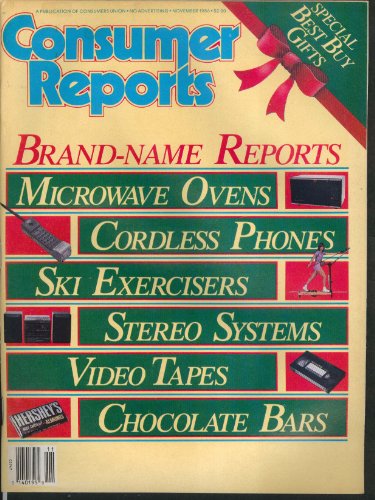 A PUBLICATION OF CONSUMERS UNION • NO ADVERTISING • NOVEMBER 1986 • $2.00
Consumer
Reports
SPECIAL
BEST BUY
GIFTS
BRAND-NAME REPORTS
MICROWAVE OVENS
CORDLESS PHONES
SKI EXERCISERS
STEREO SYSTEMS
VIDEO TAPES
CHOCOLATE BARS
HERSHEY'S
ALMONDS
11